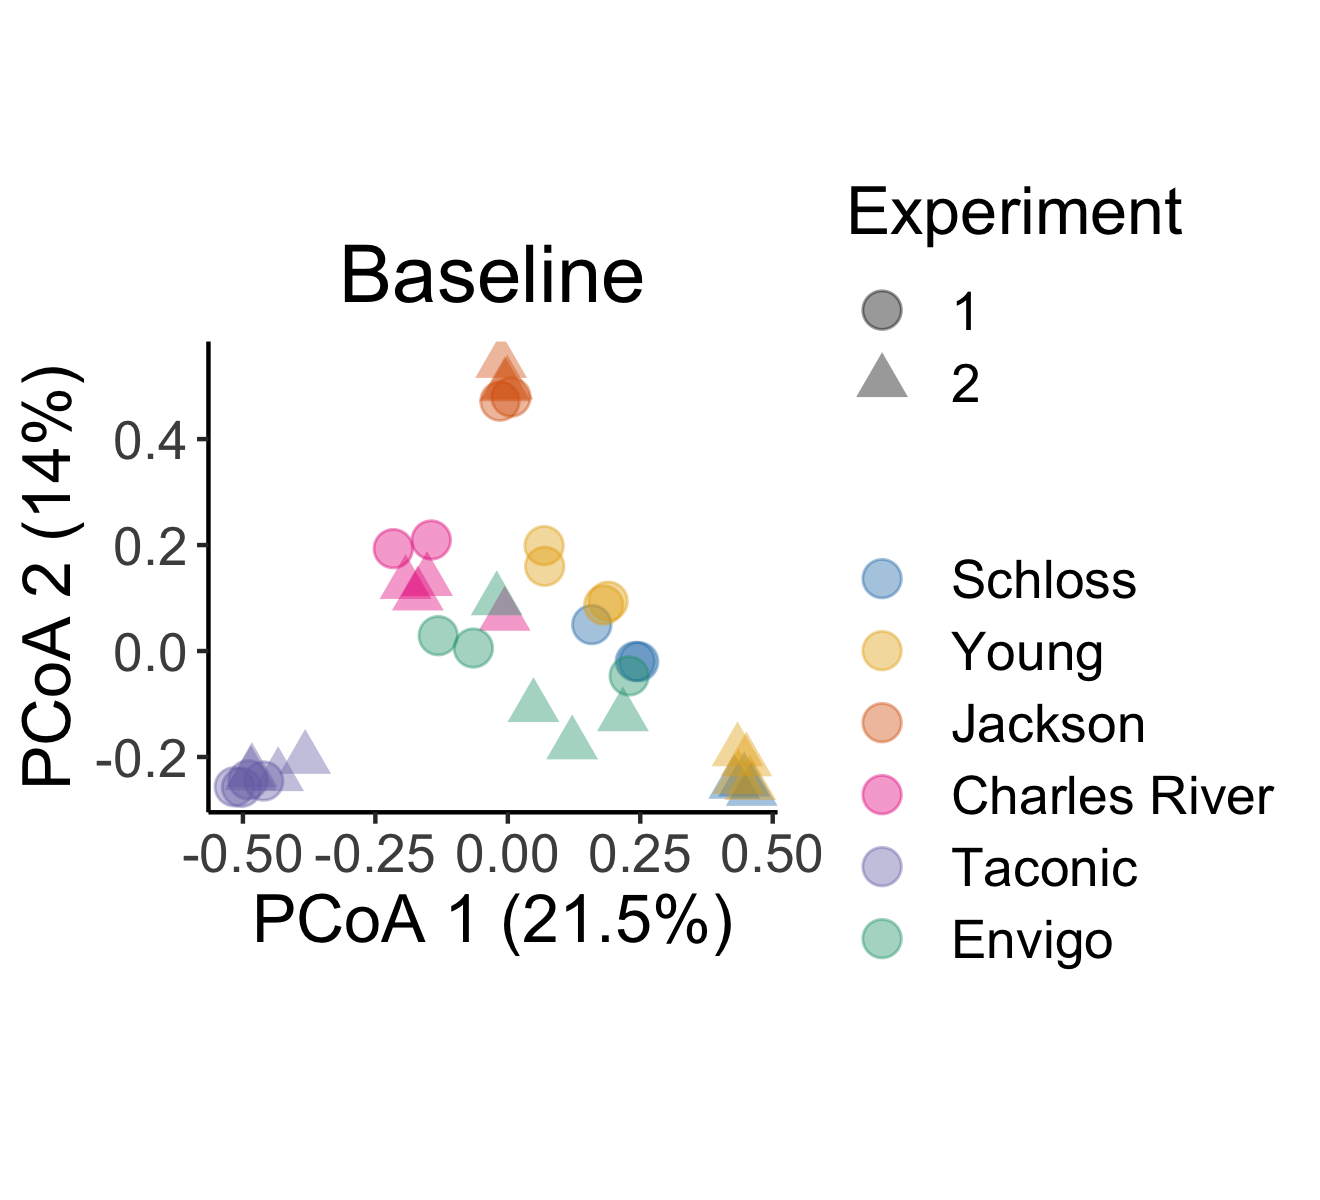 Baseline
PCoA 2 (14%)
0.4
0.2
0.0
-0.2
-0.50 -0.25 0.00 0.25 0.50
PCoA 1 (21.5%)
Experiment
1
2
Schloss
Young
Jackson
Charles River
Taconic
Envigo